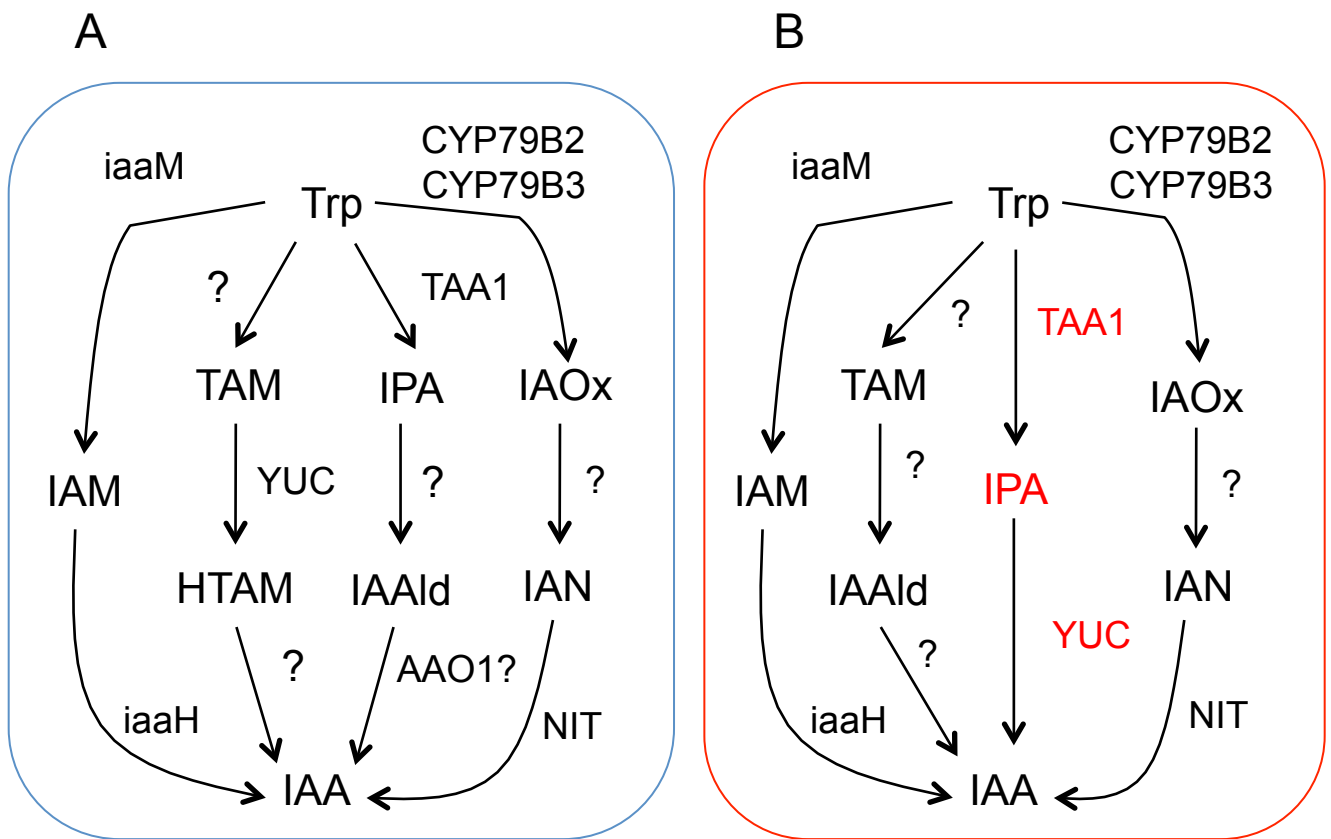 A
iaaM
CYP79B2
CYP79B3
Trp
?
TAA1
TAM
IPA
IAOx
IAM
YUC
?
?
HTAM
IAAld
IAN
?
AAO1?
iaaH
NIT
IAA
B
iaaM
CYP79B2
CYP79B3
Trp
?
TAA1
TAM
IAOx
IAM
?
IPA
?
IAAld
IAN
?
YUC
iaaH
NIT
IAA